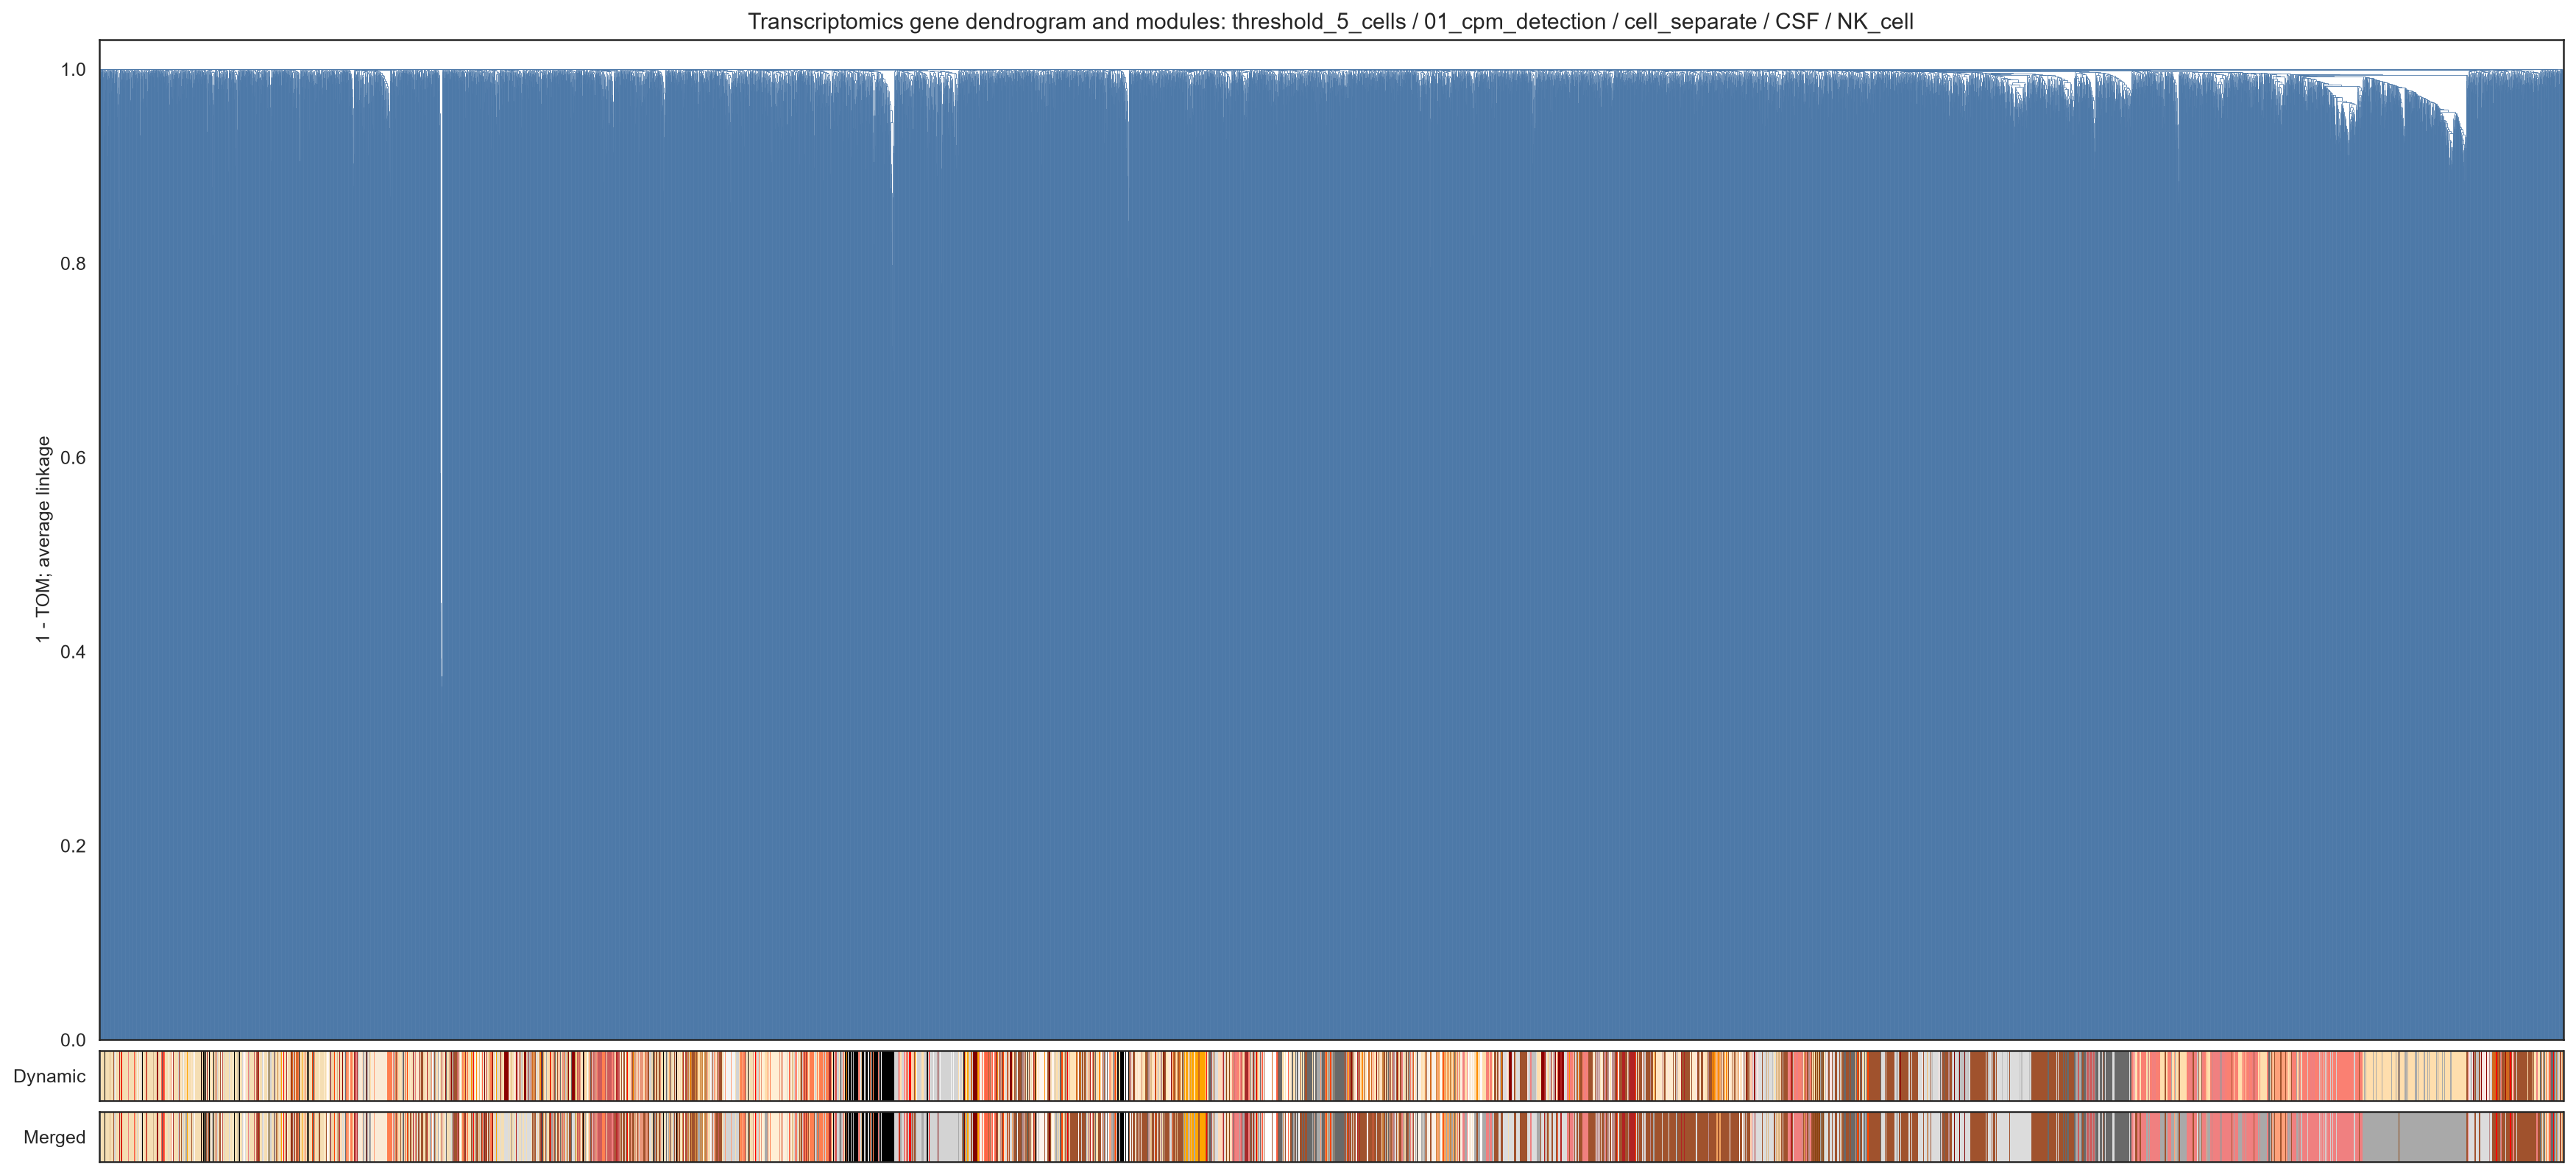 Transcriptomics gene dendrogram and modules: threshold_5_cells / 01_cpm_detection / cell_separate / CSF / NK_cell
1.0
0.8
0.6
0.4
0.2
0.0
1 - TOM; average linkage
Dynamic
Merged